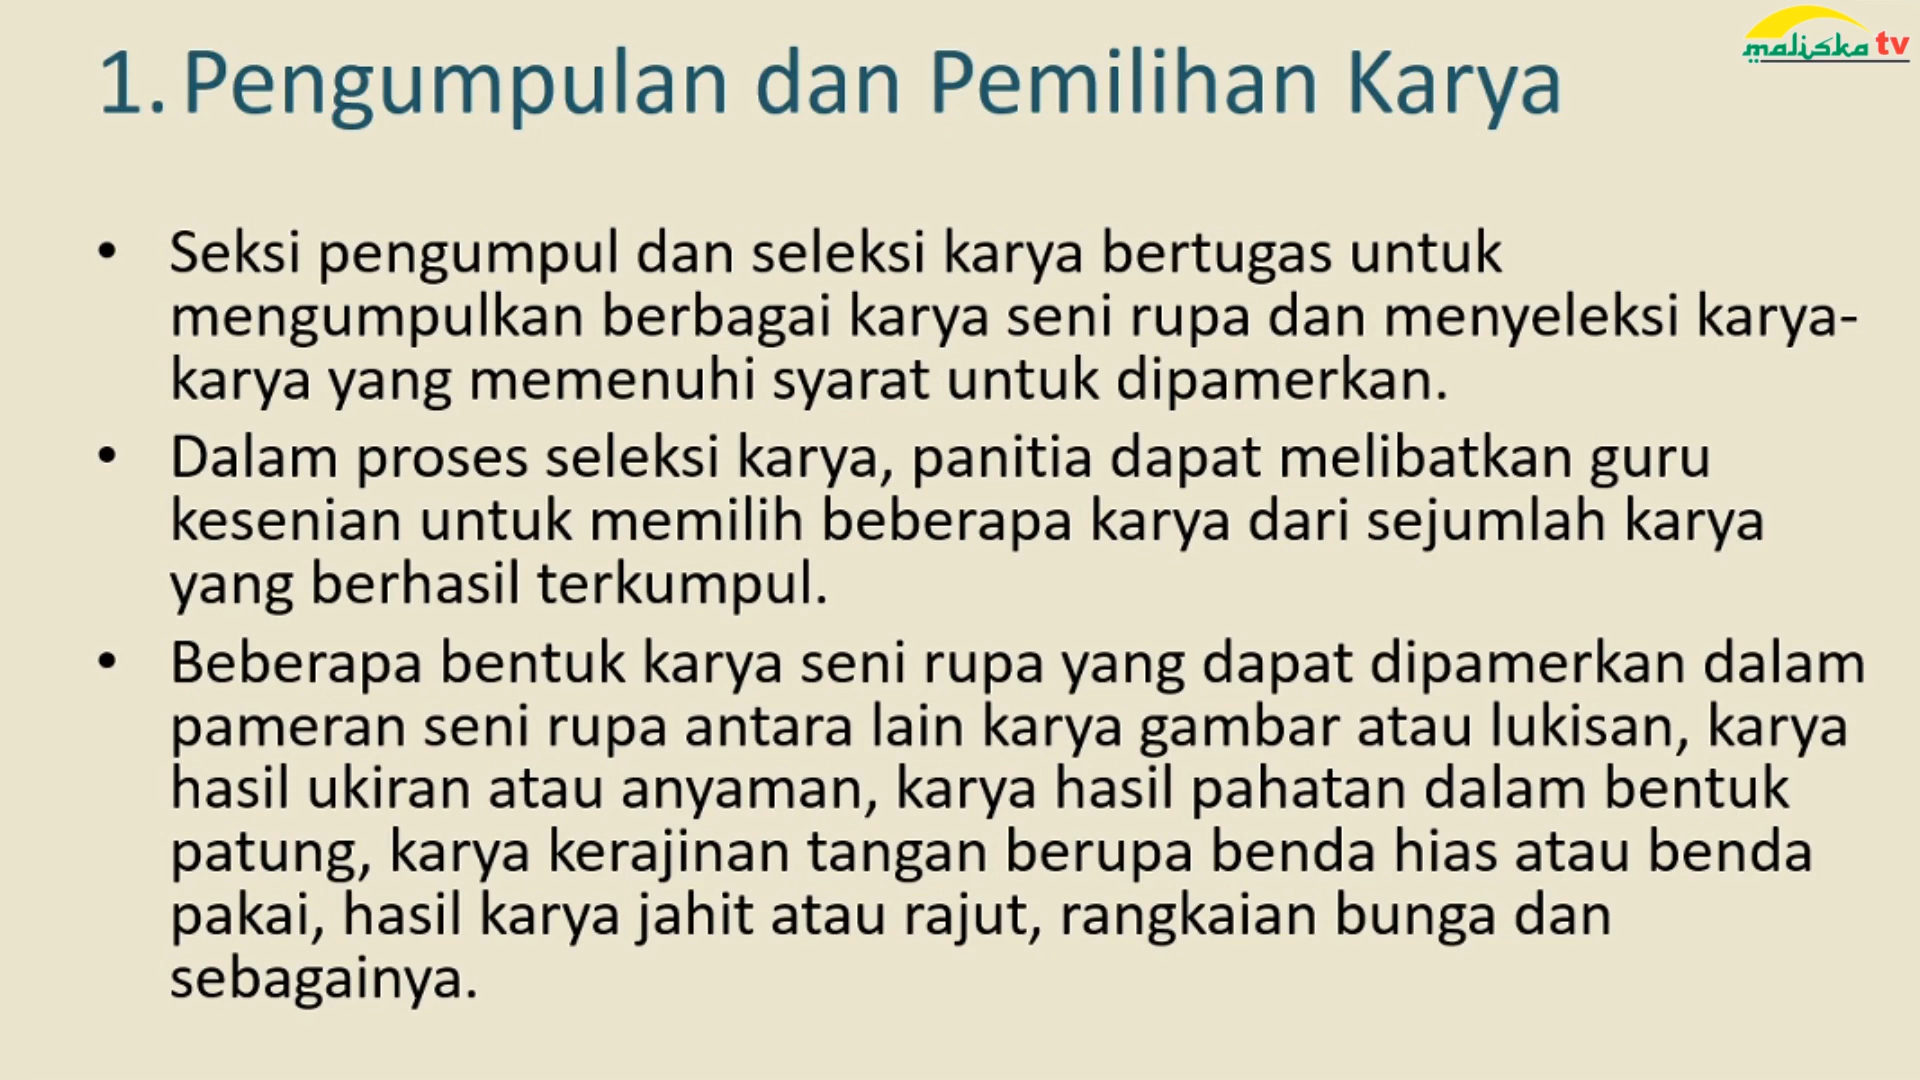 maliska tv
1. Pengumpulan dan Pemilihan Karya
• Seksi pengumpul dan seleksi karya bertugas untuk
mengumpulkan berbagai karya seni rupa dan menyeleksi karya-
karya yang memenuhi syarat untuk dipamerkan.
• Dalam proses seleksi karya, panitia dapat melibatkan guru
kesenian untuk memilih beberapa karya dari sejumlah karya
yang berhasil terkumpul.
• Beberapa bentuk karya seni rupa yang dapat dipamerkan dalam
pameran seni rupa antara lain karya gambar atau lukisan, karya
hasil ukiran atau anyaman, karya hasil pahatan dalam bentuk
patung, karya kerajinan tangan berupa benda hias atau benda
pakai, hasil karya jahit atau rajut, rangkaian bunga dan
sebagainya.